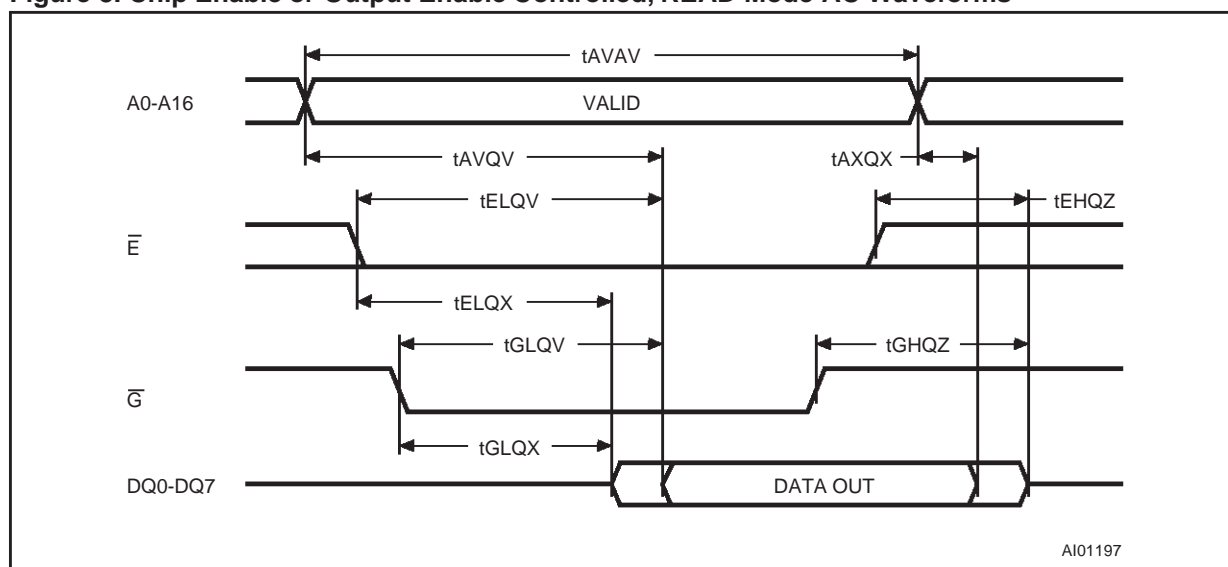 Figure 8. Chip Enable or Output Enable Controlled, READ Mode AC Waveforms
tAVAV
A0-A16
VALID
tAVQV
tAXQX
tELQV
tEHQZ
E
tELQX
tGLQV
tGHQZ
G
tGLQX
DQ0-DQ7
DATA OUT
AI01197